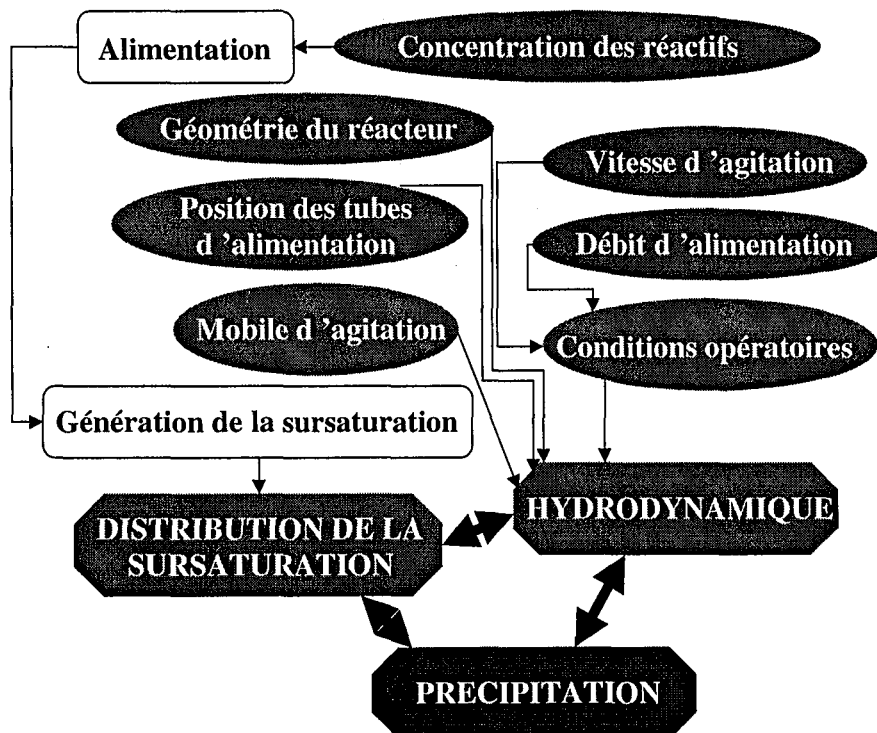 Alimentation
Concentration des réactifs
Géométrie du réacteur
Vitesse d ’agitation
Position des tubes
d ’alimentation
Débit d ’alimentation
Mobile d ’agitation
Conditions opératoires
Génération de la sursaturation
HYDRODYNAMIQUE
DISTRIBUTION DE LA
SURSATURATION
PRECIPITATION